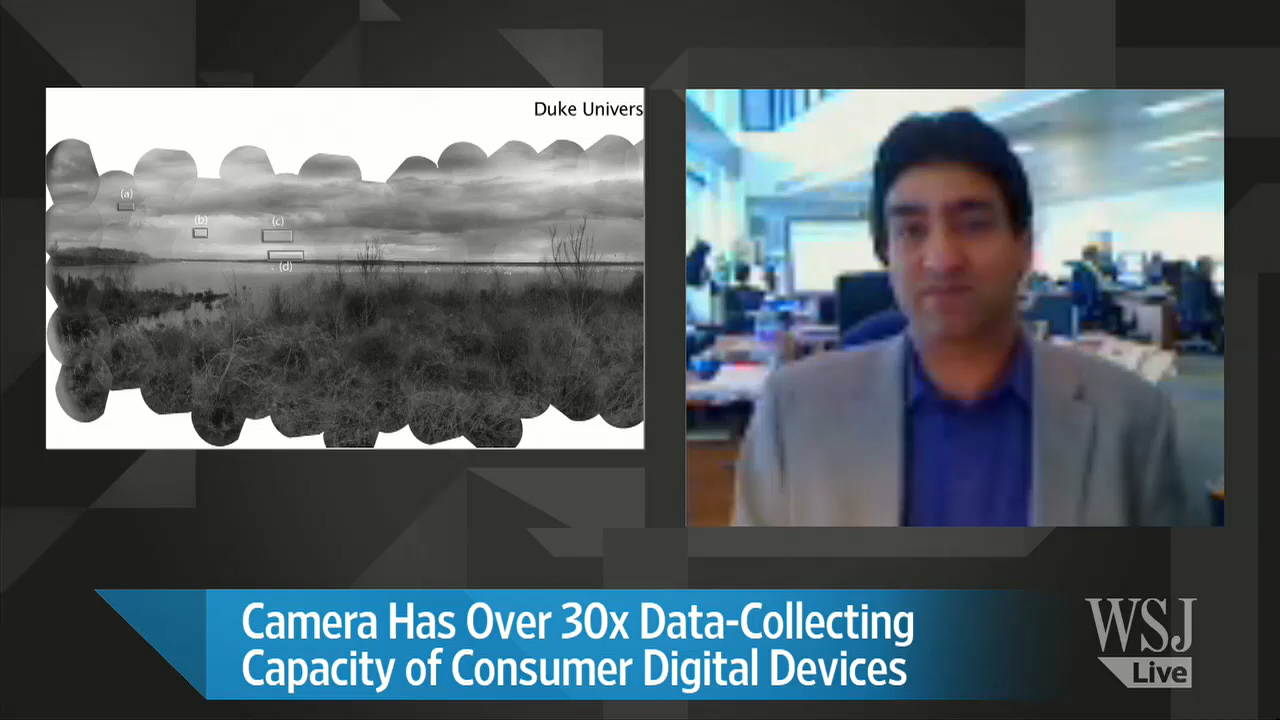 Duke Univers
(a)
(b)
(c)
(d)
Camera Has Over 30x Data-Collecting
Capacity of Consumer Digital Devices
WSJ
Live